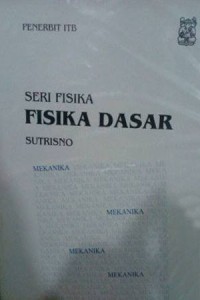 PENERBIT ITB
SERI FISIKA
FISIKA DASAR
SUTRISNO
MEKANIKA
MEKANIKA
MEKANIKA
MEKANIKA